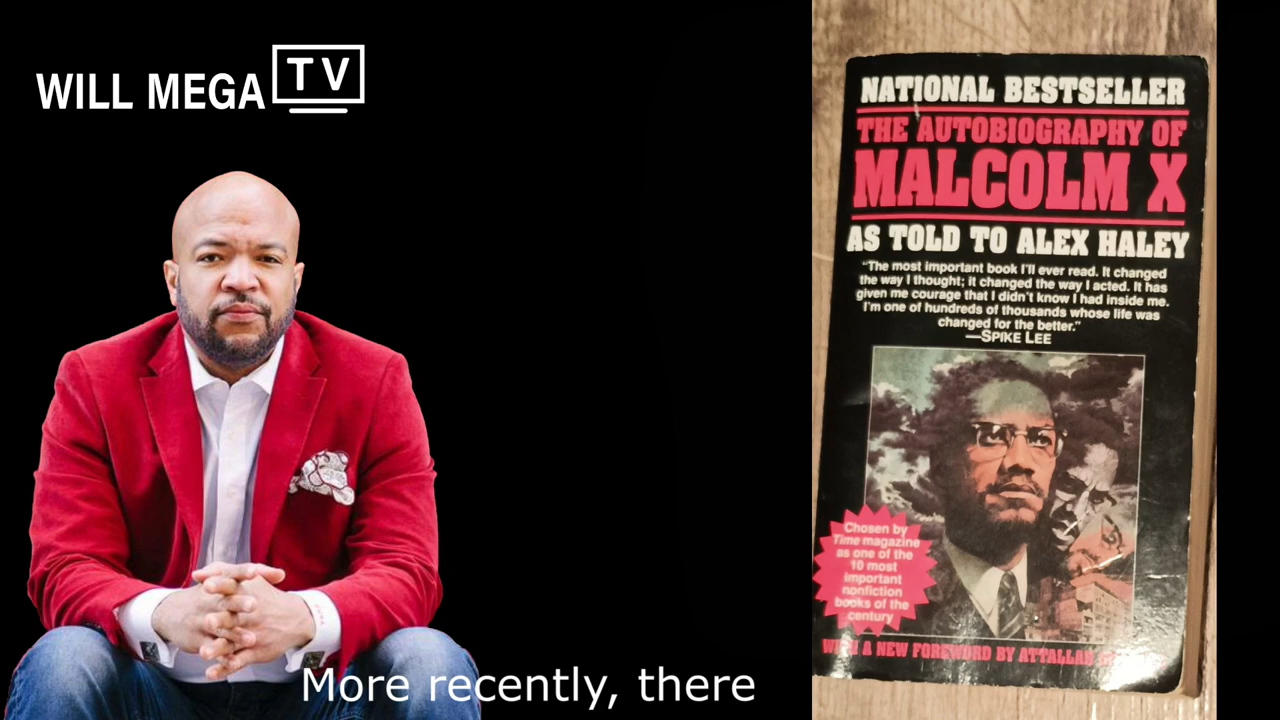 WILL MEGA TV
NATIONAL BESTSELLER
THE AUTOBIOGRAPHY OF
MALCOLM X
AS TOLD TO ALEX HALEY
"The most important book I'll ever read. It changed
the way I thought; it changed the way I acted. It has
given me courage that I didn't know I had inside me.
I'm one of hundreds of thousands whose life was
changed for the better."
—SPIKE LEE
Chosen by
Time magazine
as one of the
10 most
important
nonfiction
books of the
century
A NEW FOREWORD BY ATTALLAH
More recently, there